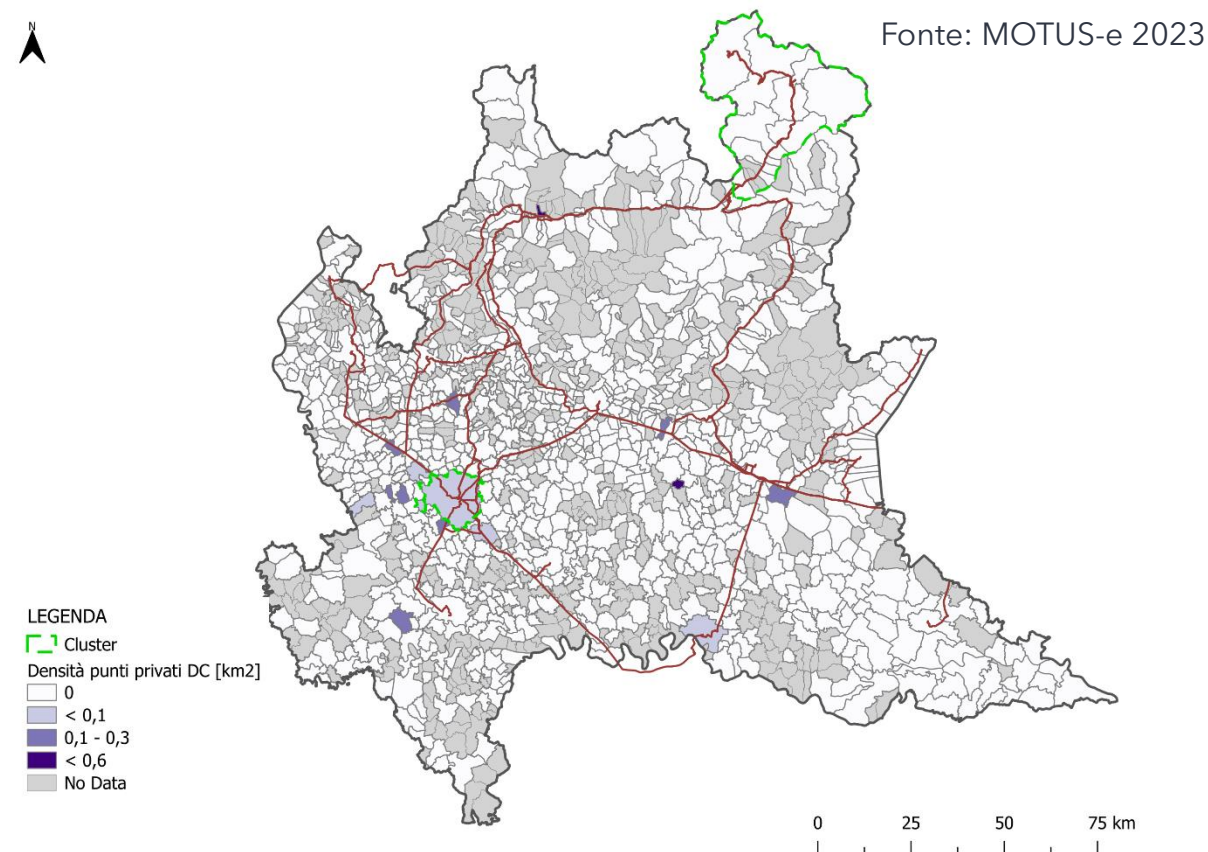 N
Fonte: MOTUS-e 2023
LEGENDA
Cluster
Densità punti privati DC [km2]
0
< 0,1
0,1 - 0,3
< 0,6
No Data
0 25 50 75 km